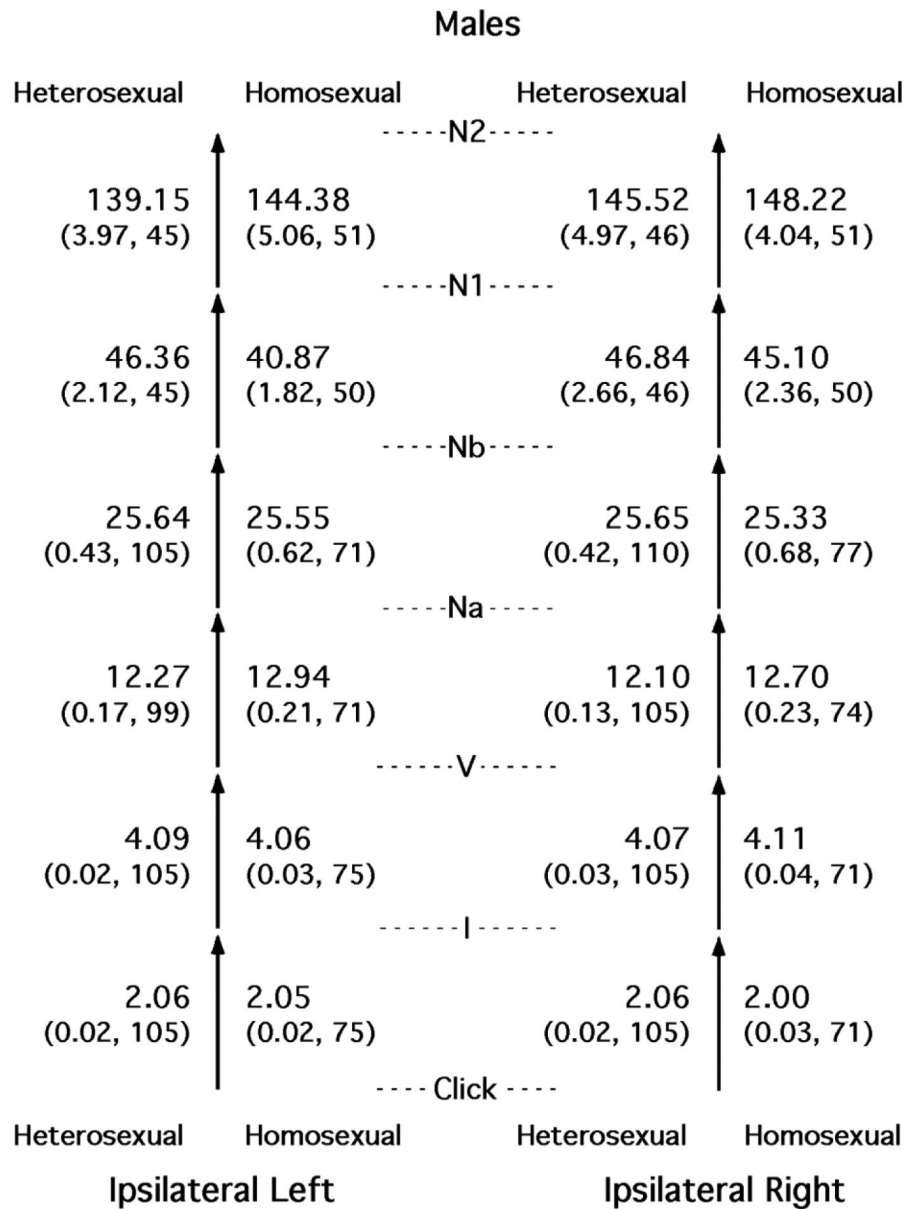 Males
Heterosexual Homosexual Heterosexual Homosexual
-----N2-----
139.15 144.38 145.52 148.22
(3.97, 45) (5.06, 51) (4.97, 46) (4.04, 51)
-----N1-----
46.36 40.87 46.84 45.10
(2.12, 45) (1.82, 50) (2.66, 46) (2.36, 50)
-----Nb-----
25.64 25.55 25.65 25.33
(0.43, 105) (0.62, 71) (0.42, 110) (0.68, 77)
-----Na-----
12.27 12.94 12.10 12.70
(0.17, 99) (0.21, 71) (0.13, 105) (0.23, 74)
------V------
4.09 4.06 4.07 4.11
(0.02, 105) (0.03, 75) (0.03, 105) (0.04, 71)
------I------
2.06 2.05 2.06 2.00
(0.02, 105) (0.02, 75) (0.02, 105) (0.03, 71)
---- Click ----
Heterosexual Homosexual Heterosexual Homosexual
Ipsilateral Left Ipsilateral Right